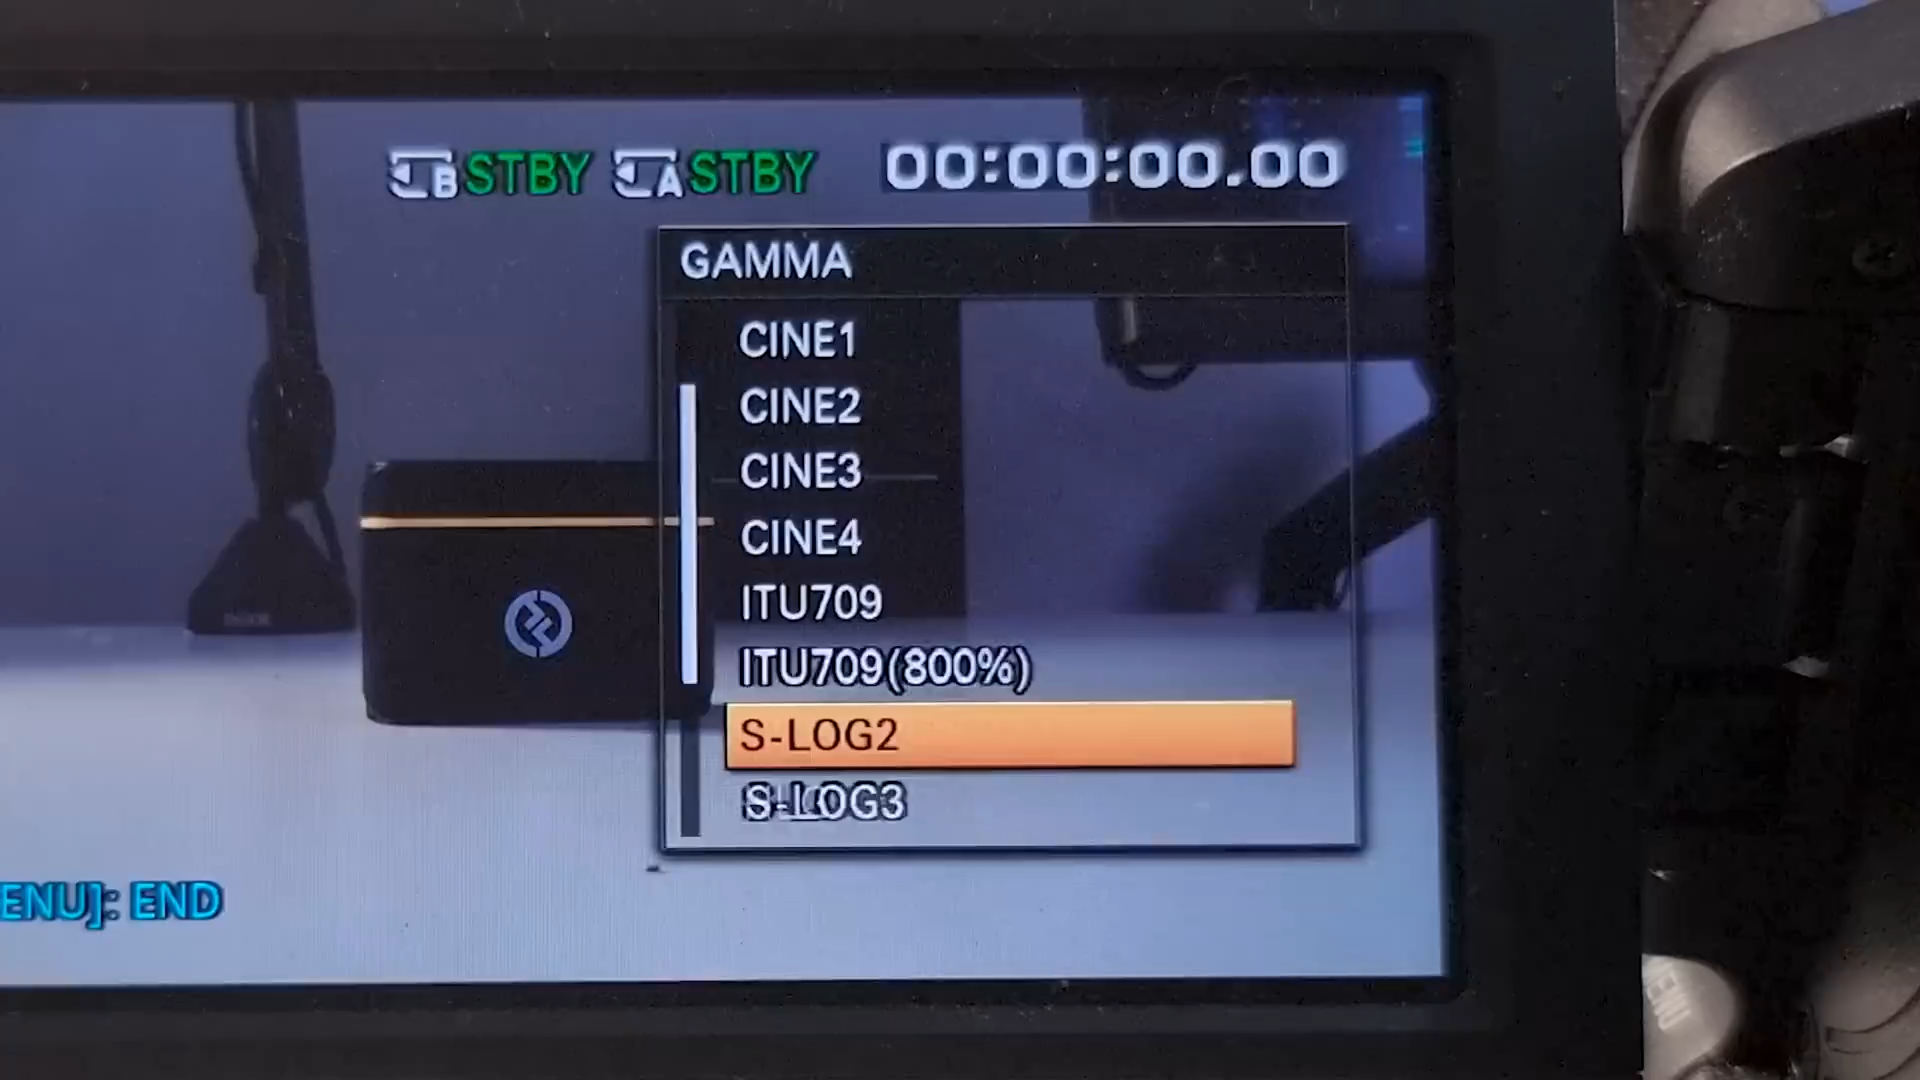 B STBY A STBY 00:00:00.00
GAMMA
CINE1
CINE2
CINE3
CINE4
ITU709
ITU709(800%)
S-LOG2
S-LOG3
ENU]: END